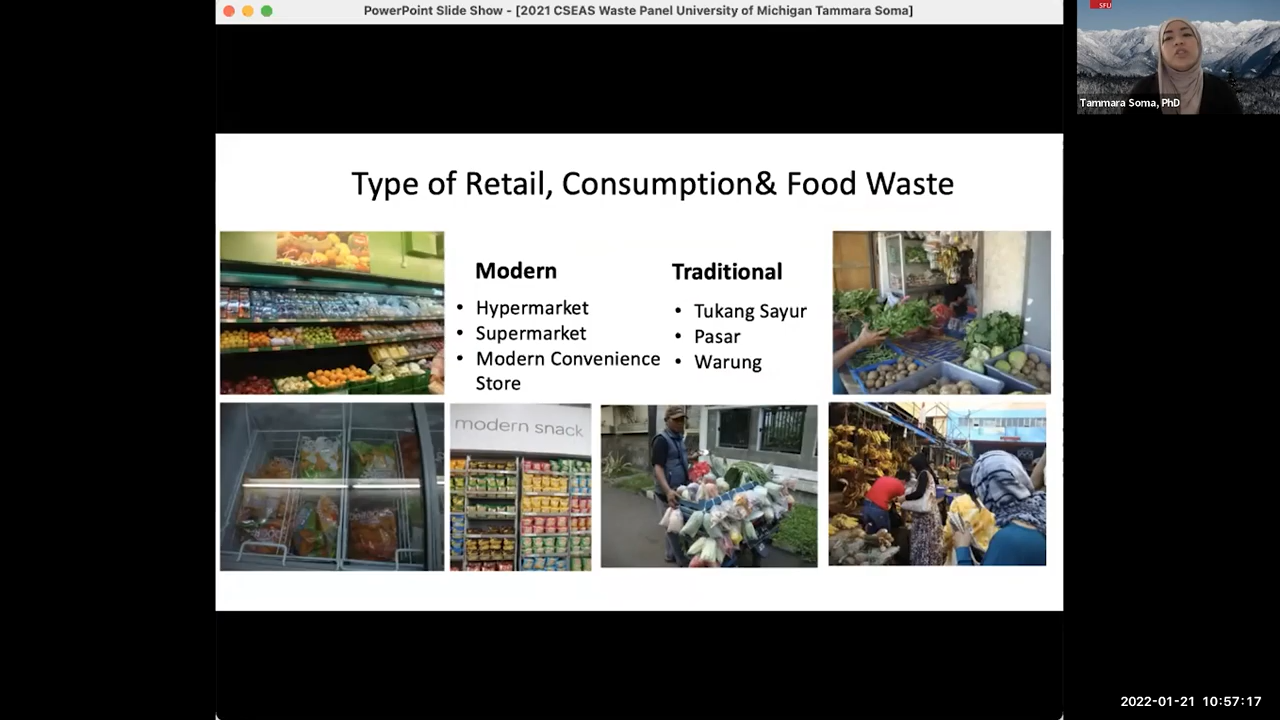 PowerPoint Slide Show - [2021 CSEAS Waste Panel University of Michigan Tammara Soma]
SFU
Tammara Soma, PhD
Type of Retail, Consumption& Food Waste
Modern
• Hypermarket
• Supermarket
• Modern Convenience
Store
Traditional
• Tukang Sayur
• Pasar
• Warung
modern snack
2022-01-21 10:57:17